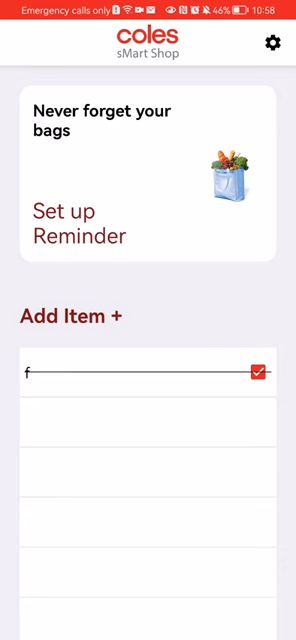 Emergency calls only 46% 10:58
coles
sMart Shop
Never forget your
bags
Set up
Reminder
Add Item +
f